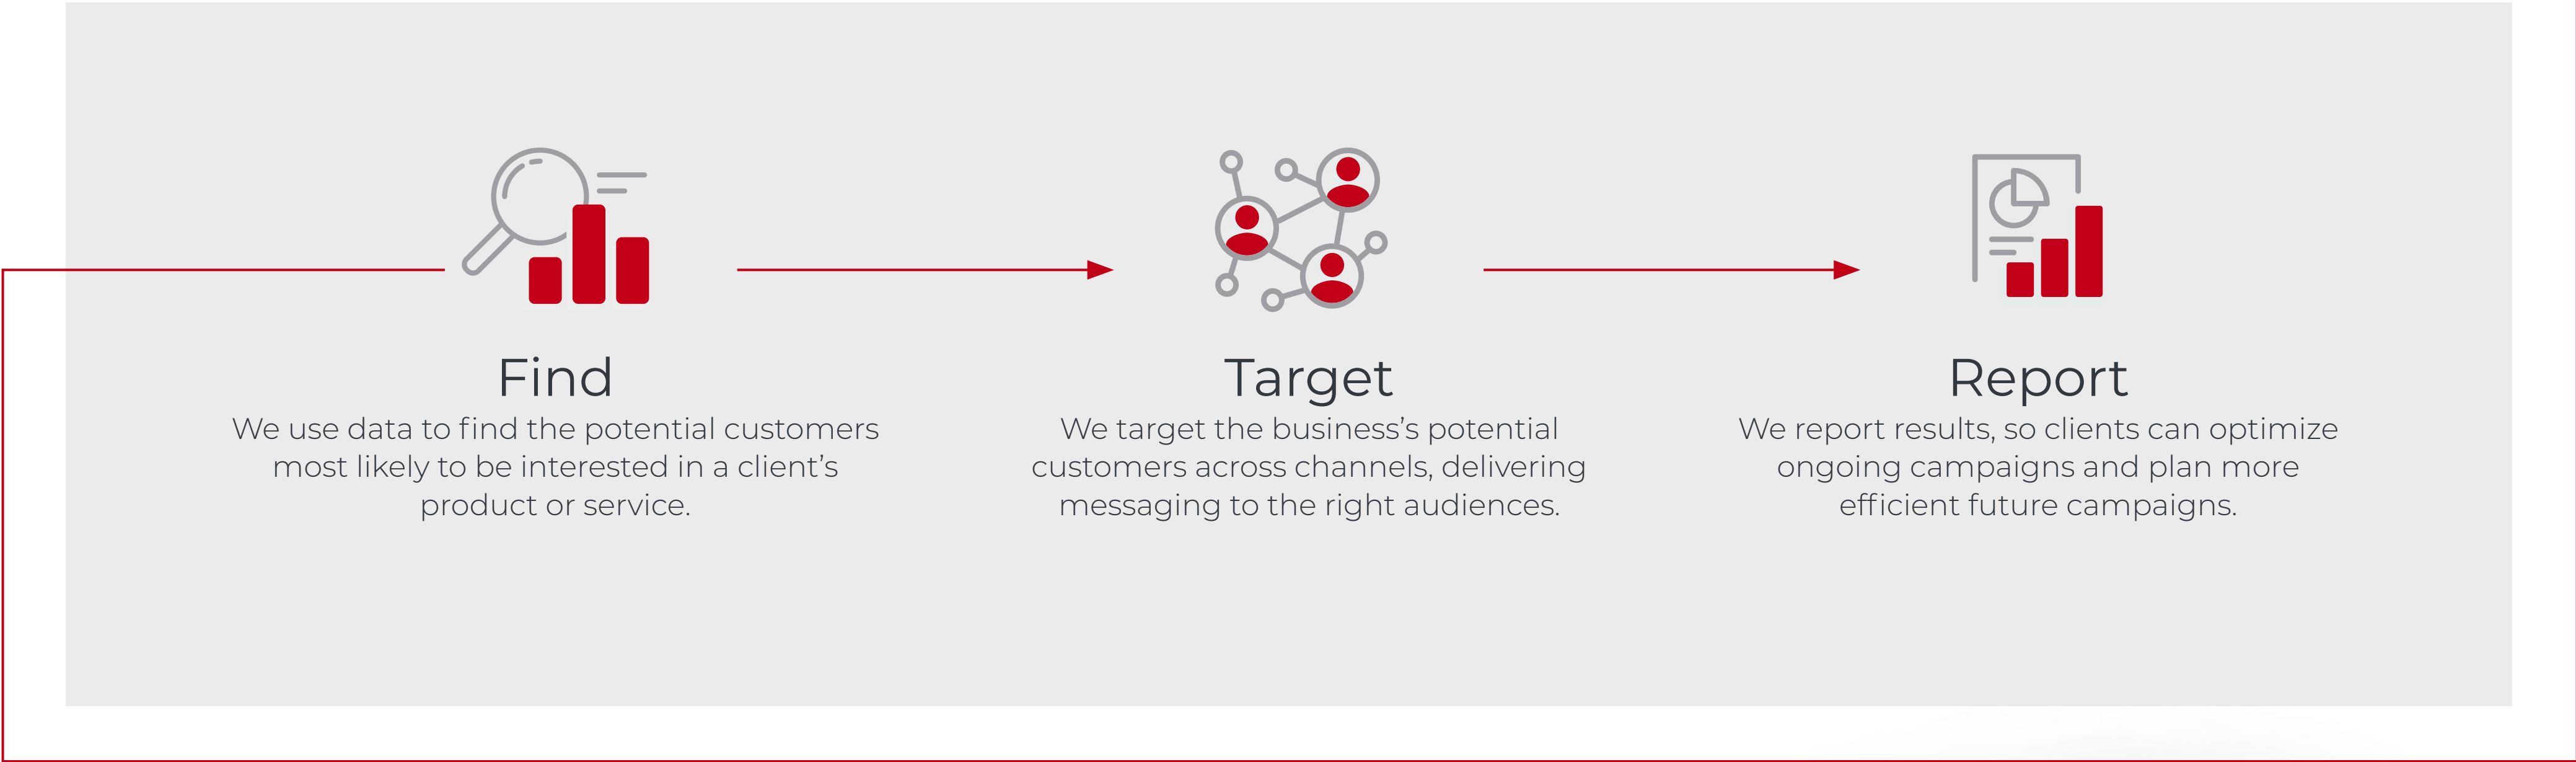 Find
We use data to find the potential customers
most likely to be interested in a client’s
product or service.
Target
We target the business’s potential
customers across channels, delivering
messaging to the right audiences.
Report
We report results, so clients can optimize
ongoing campaigns and plan more
efficient future campaigns.